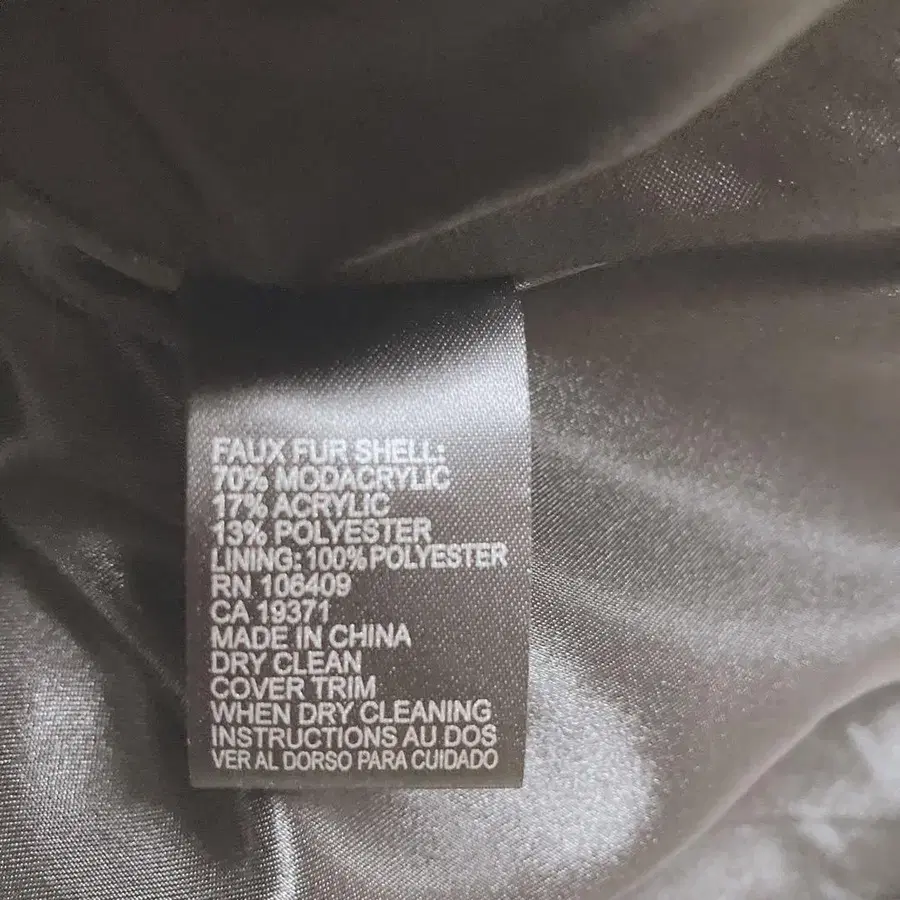 FAUX FUR SHELL:
70% MODACRYLIC
17% ACRYLIC
13% POLYESTER
LINING: 100% POLYESTER
RN 106409
CA 19371
MADE IN CHINA
DRY CLEAN
COVER TRIM
WHEN DRY CLEANING
INSTRUCTIONS AU DOS
VER AL DORSO PARA CUIDADO